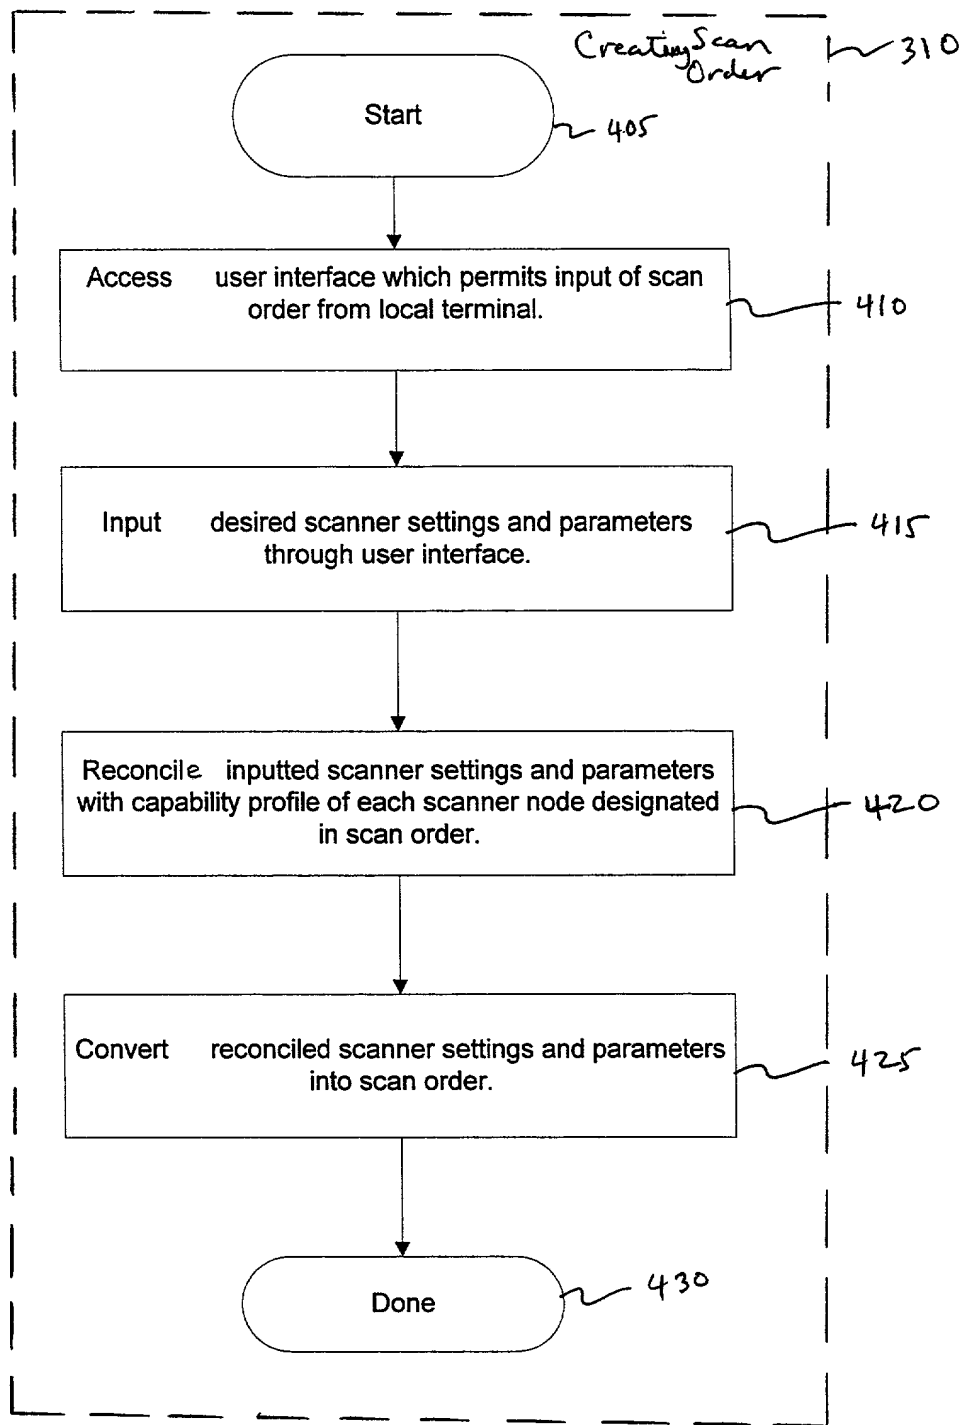 Creating Scan
Order
310
Start
405
Access user interface which permits input of scan
order from local terminal.
410
Input desired scanner settings and parameters
through user interface.
415
Reconcile inputted scanner settings and parameters
with capability profile of each scanner node designated
in scan order.
420
Convert reconciled scanner settings and parameters
into scan order.
425
Done
430